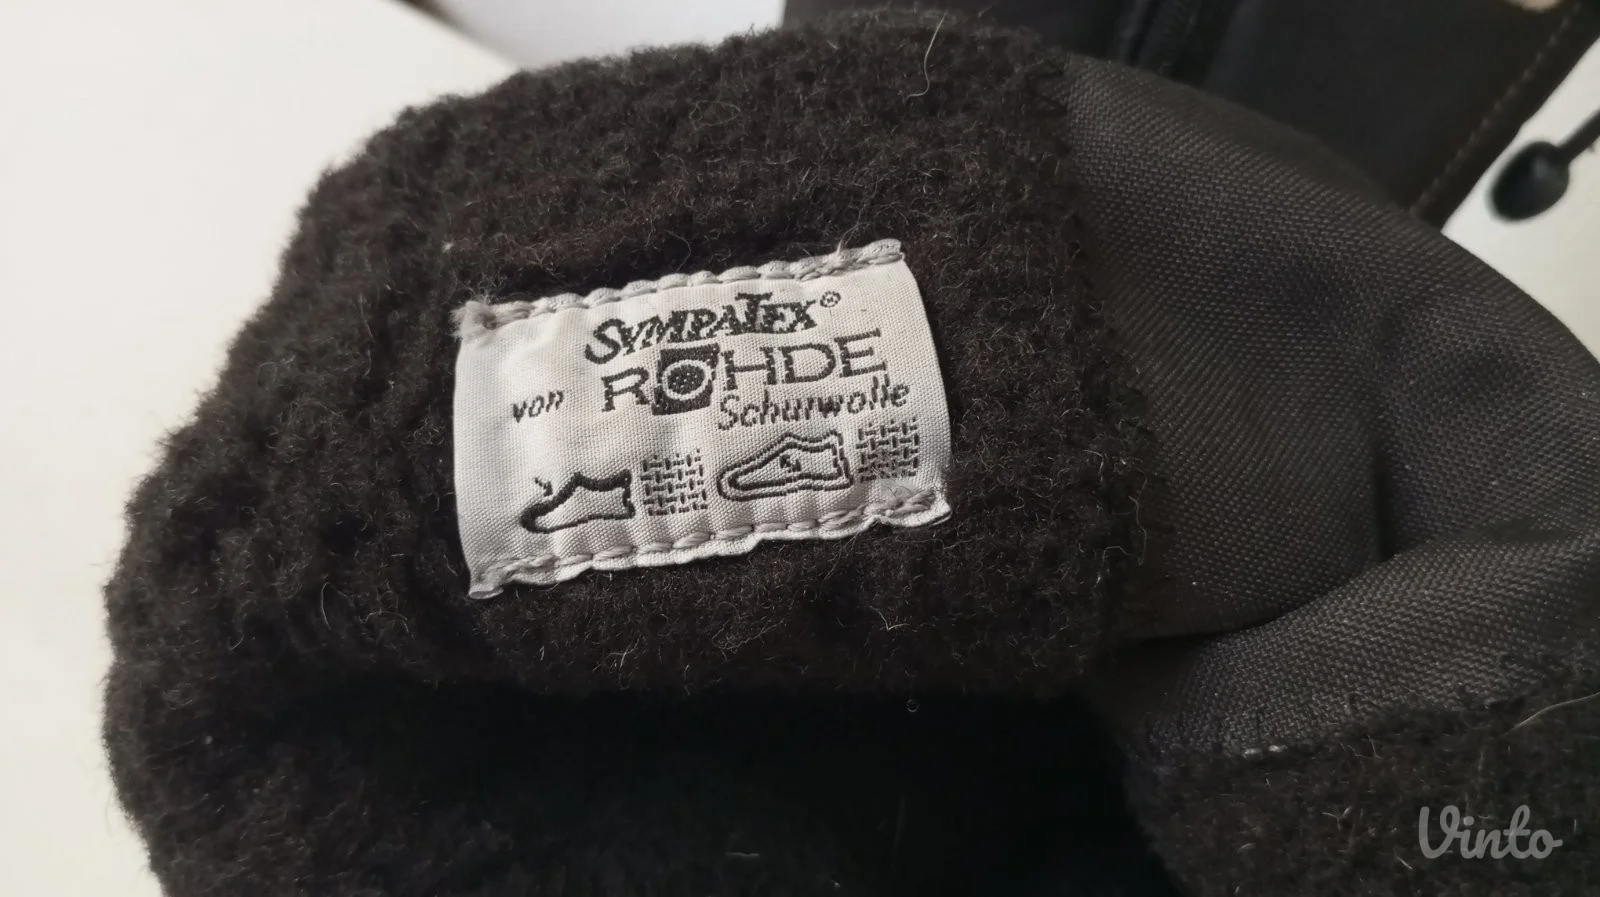 SYMPATEX®
von ROHDE
Schurwolle
Vinto